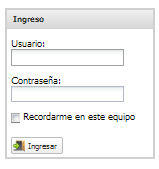 Ingreso
Usuario:
Contraseña:
Recordarme en este equipo
Ingresar